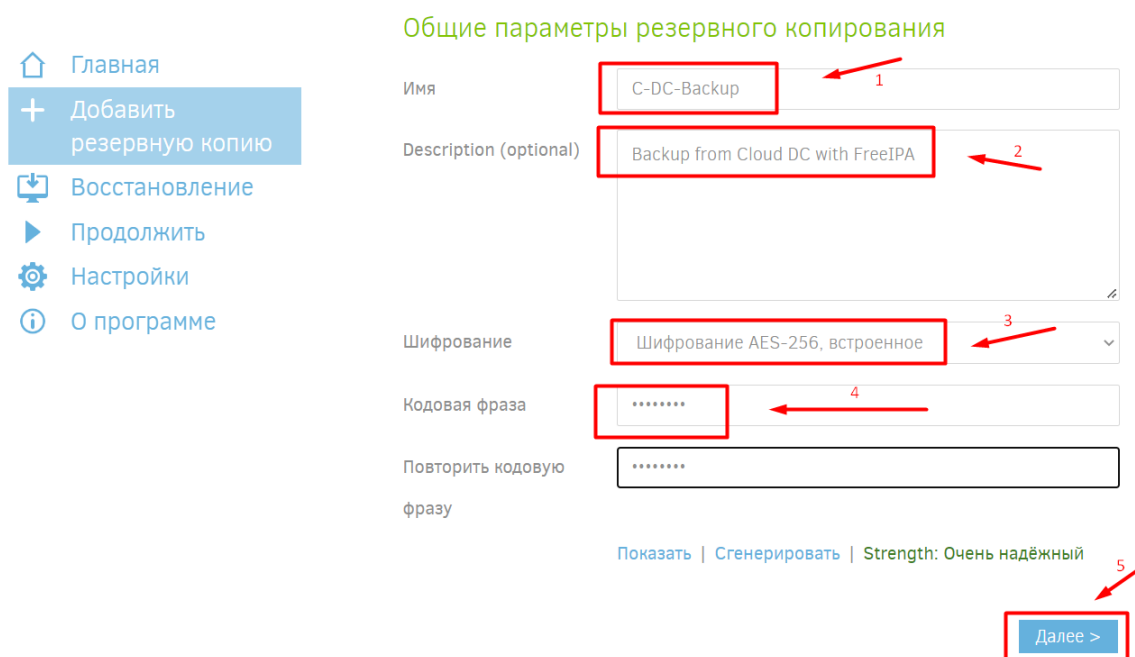 Общие параметры резервного копирования
Главная
Добавить
резервную копию
Восстановление
Продолжить
Настройки
О программе
Имя
C-DC-Backup
1
Description (optional)
Backup from Cloud DC with FreeIPA
2
Шифрование
Шифрование AES-256, встроенное
3
Кодовая фраза
••••••••
4
Повторить кодовую
фразу
••••••••
Показать | Сгенерировать | Strength: Очень надёжный
5
Далее >